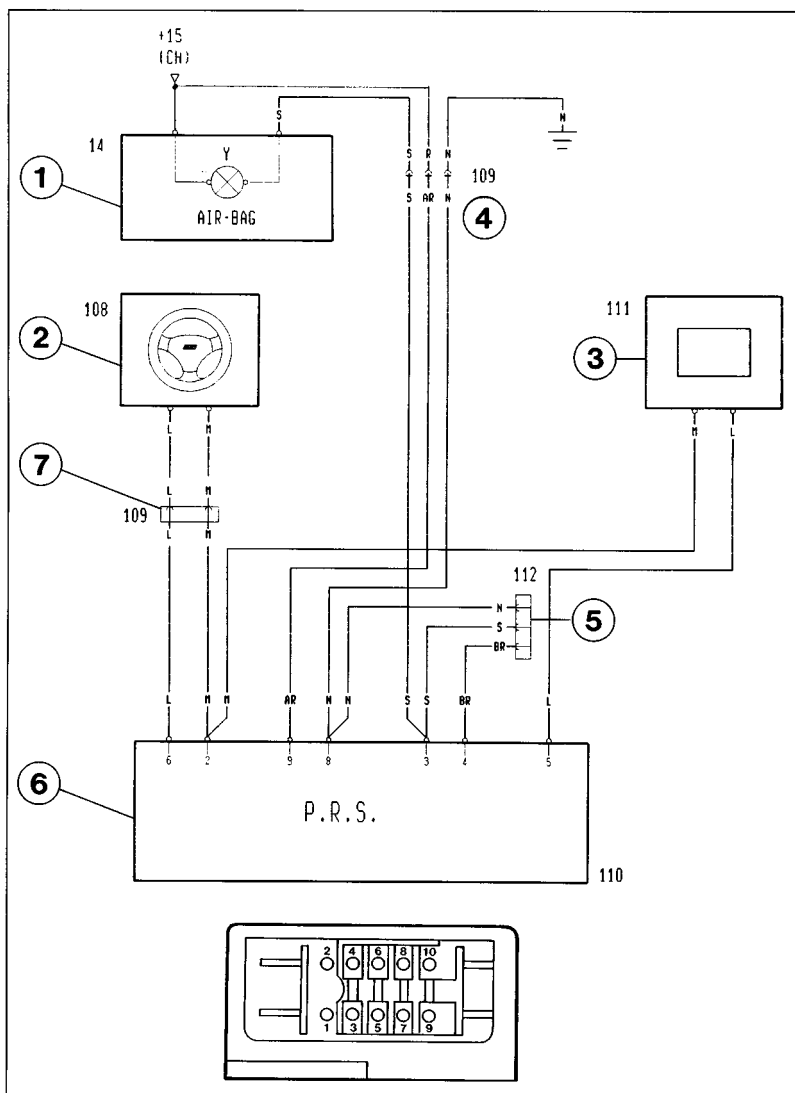 +15
(CH)
S
N
14
Y
S R N
1
109
AIR-BAG
S AR N
4
108
111
2
3
L M
M L
7
L M
109
L M
112
N
S
5
BR
L M M AR N N S S BR L
6 2 9 8 3 4 5
6
P.R.S.
110
2 4 6 8 10
1 3 5 7 9